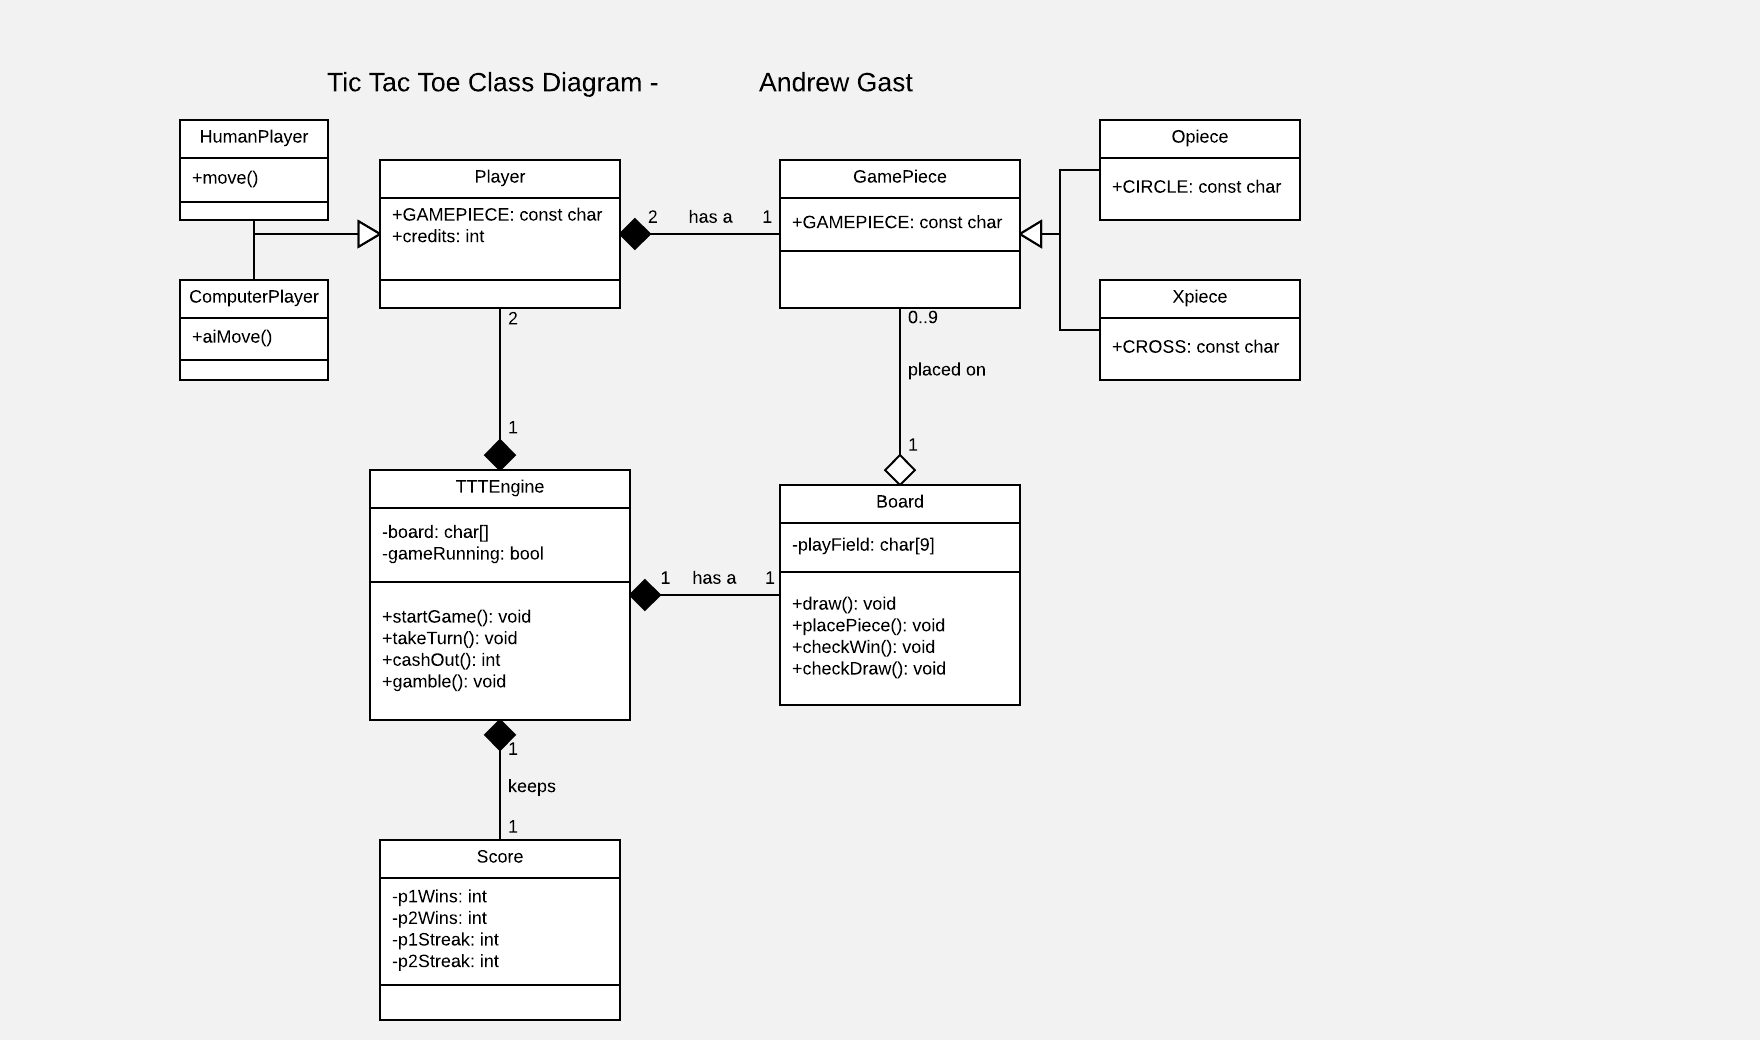 Tic Tac Toe Class Diagram - Andrew Gast
HumanPlayer
+move()
ComputerPlayer
+aiMove()
Player
+GAMEPIECE: const char
+credits: int
2 has a 1
GamePiece
+GAMEPIECE: const char
Opiece
+CIRCLE: const char
Xpiece
+CROSS: const char
2
1
0..9
placed on
1
TTTEngine
-board: char[]
-gameRunning: bool
+startGame(): void
+takeTurn(): void
+cashOut(): int
+gamble(): void
1 has a 1
Board
-playField: char[9]
+draw(): void
+placePiece(): void
+checkWin(): void
+checkDraw(): void
1
keeps
1
Score
-p1Wins: int
-p2Wins: int
-p1Streak: int
-p2Streak: int